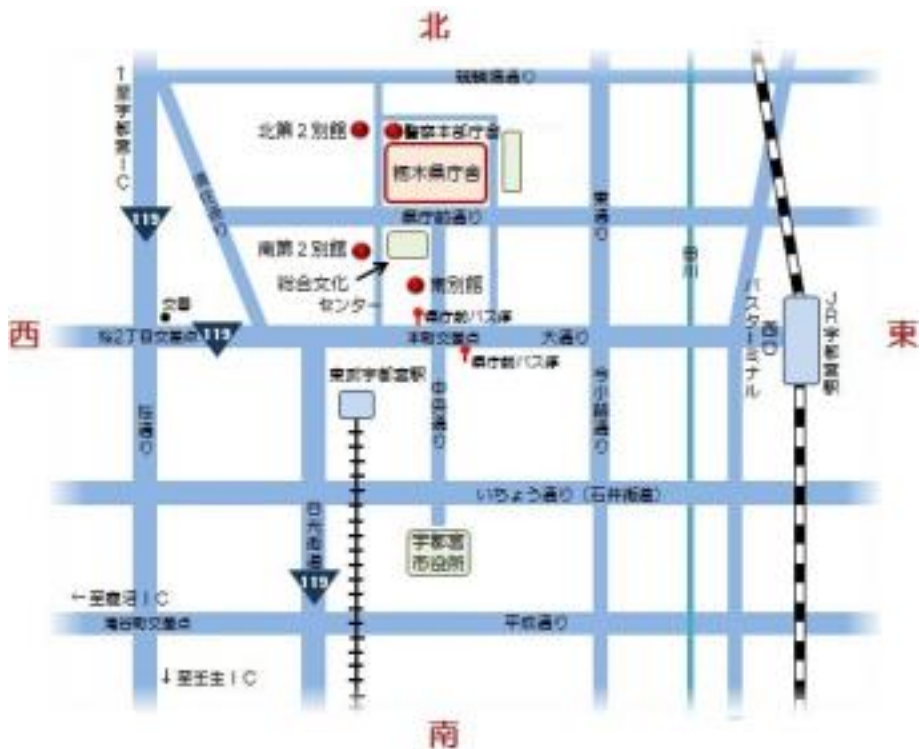 北
競輪場通り
↑至宇都宮IC
北第2別館
警察本部庁舎
栃木県庁舎
119
県庁前通り
東通り
田川
南第2別館
総合文化
センター
南別館
交番
県庁前バス停
西
桜2丁目交差点
119
本町交差点
大通り
東
県庁前バス停
東武宇都宮駅
西口
バスターミナル
JR宇都宮駅
桜通り
中央通り
今小路通り
いちょう通り(石井街道)
日光街道
宇都宮
市役所
119
←至鹿沼IC
滝谷町交差点
平成通り
↓至壬生IC
南